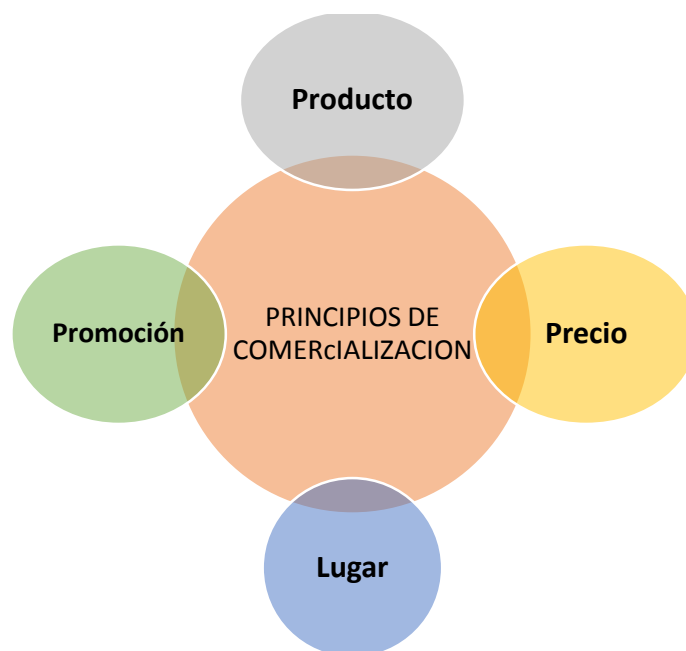 Producto
Promoción
PRINCIPIOS DE
COMERcIALIZACION
Precio
Lugar